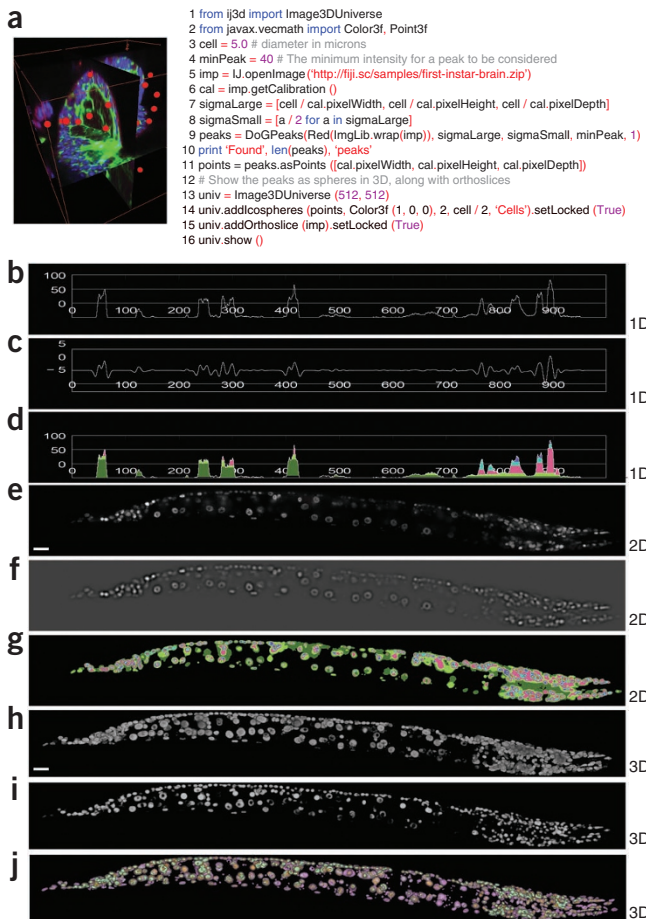 a
1 from ij3d import Image3DUniverse
2 from javax.vecmath import Color3f, Point3f
3 cell = 5.0 # diameter in microns
4 minPeak = 40 # The minimum intensity for a peak to be considered
5 imp = IJ.openImage('http://fiji.sc/samples/first-instar-brain.zip')
6 cal = imp.getCalibration ()
7 sigmaLarge = [cell / cal.pixelWidth, cell / cal.pixelHeight, cell / cal.pixelDepth]
8 sigmaSmall = [a / 2 for a in sigmaLarge]
9 peaks = DoGPeaks(Red(ImgLib.wrap(imp)), sigmaLarge, sigmaSmall, minPeak, 1)
10 print 'Found', len(peaks), 'peaks'
11 points = peaks.asPoints ([cal.pixelWidth, cal.pixelHeight, cal.pixelDepth])
12 # Show the peaks as spheres in 3D, along with orthoslices
13 univ = Image3DUniverse (512, 512)
14 univ.addIcospheres (points, Color3f (1, 0, 0), 2, cell / 2, 'Cells').setLocked (True)
15 univ.addOrthoslice (imp).setLocked (True)
16 univ.show ()
b
100
50
0
0 100 200 300 400 500 600 700 800 900
1D
c
5
0
-5
0 100 200 300 400 500 600 700 800 900
1D
d
100
50
0
0 100 200 300 400 500 600 700 800 900
1D
e
2D
f
2D
g
2D
h
3D
i
3D
j
3D